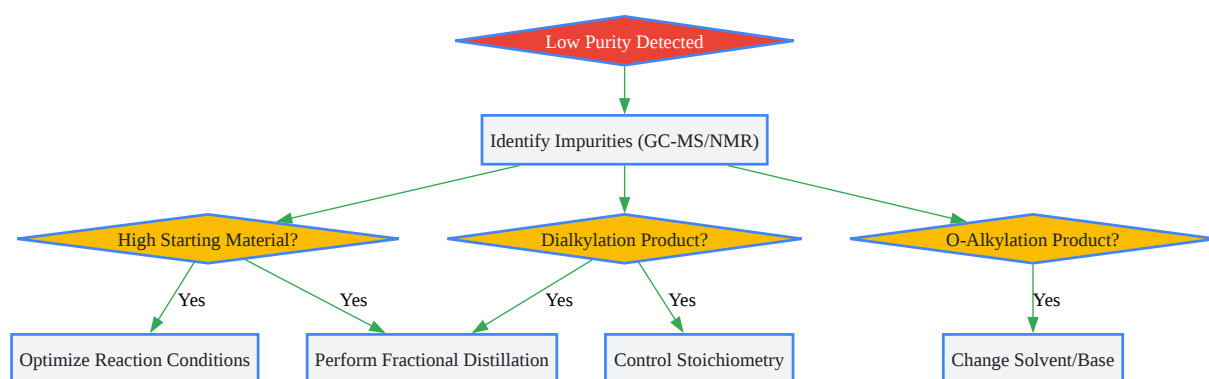 Low Purity Detected
Identify Impurities (GC-MS/NMR)
High Starting Material?
Dialkylation Product?
O-Alkylation Product?
Yes
Yes
Yes
Yes
Yes
Optimize Reaction Conditions
Perform Fractional Distillation
Control Stoichiometry
Change Solvent/Base